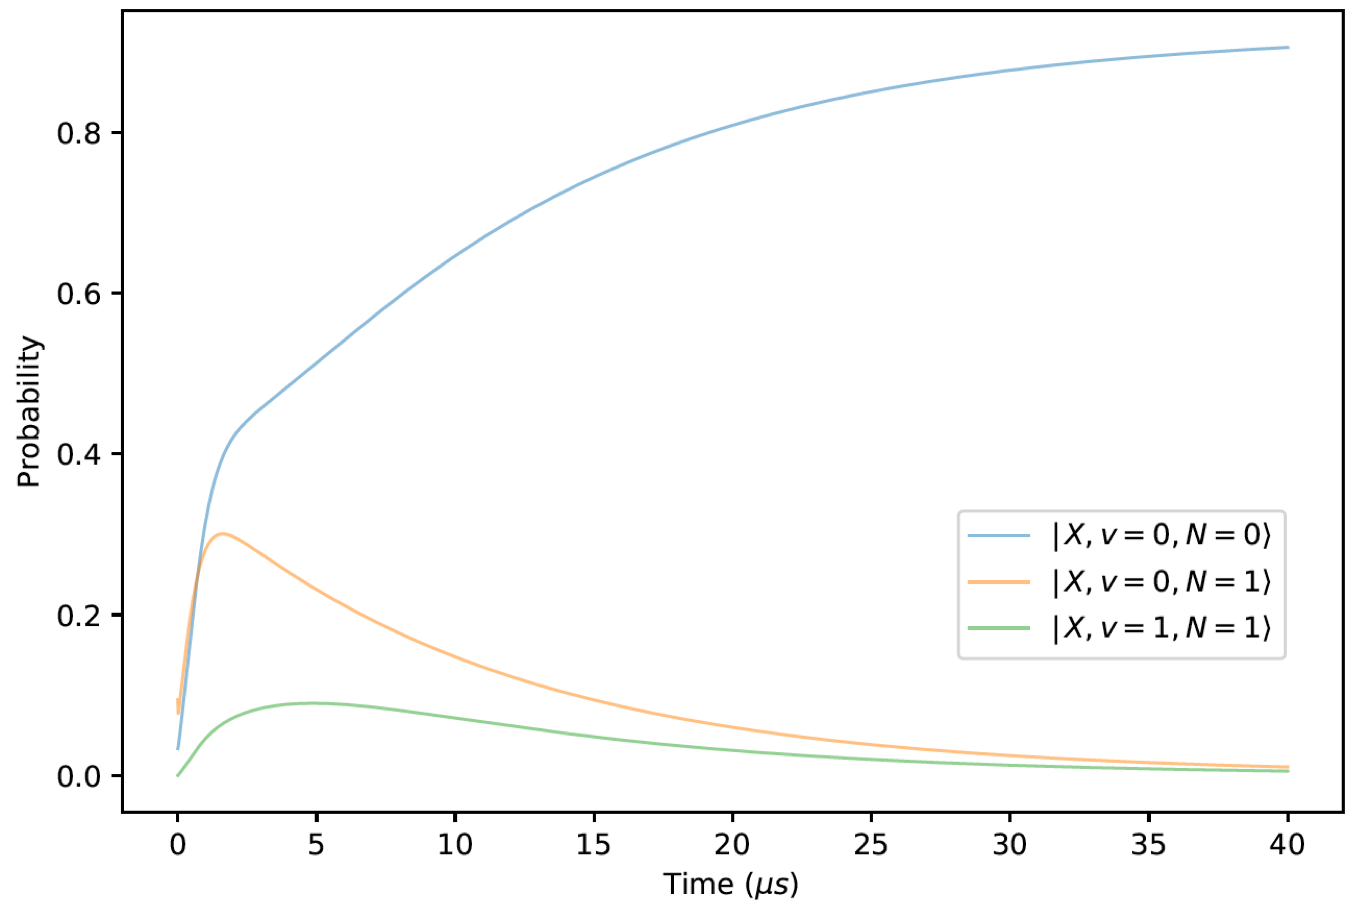 Probability
0.8
0.6
0.4
0.2
0.0
|X, v = 0, N = 0⟩
|X, v = 0, N = 1⟩
|X, v = 1, N = 1⟩
0 5 10 15 20 25 30 35 40
Time (μs)